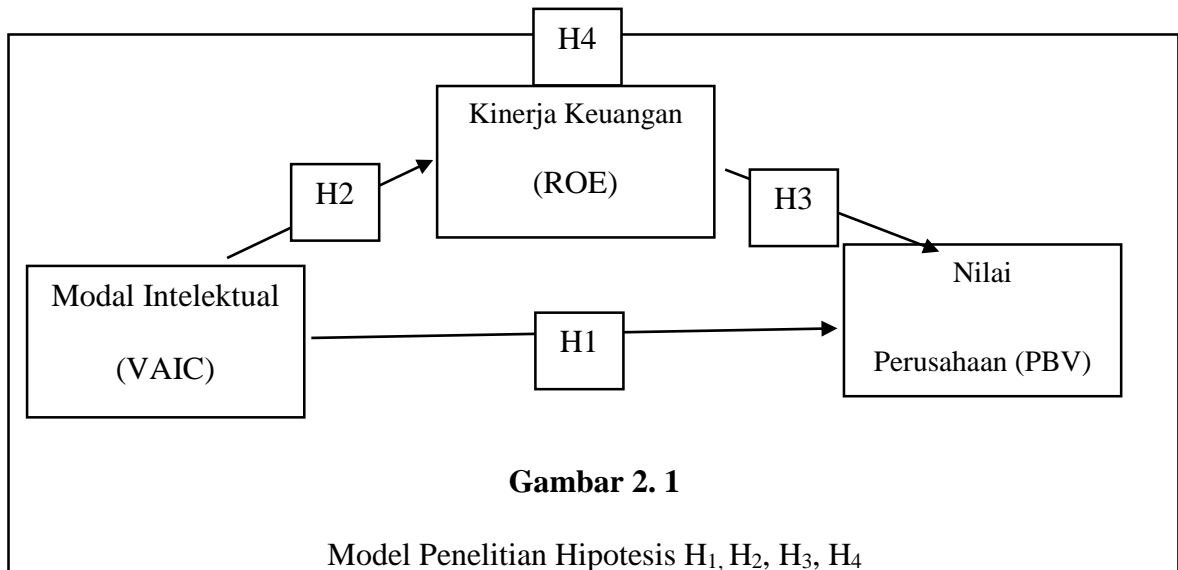 H4
Kinerja Keuangan
(ROE)
H2
H3
Modal Intelektual
(VAIC)
H1
Nilai
Perusahaan (PBV)
Gambar 2. 1
Model Penelitian Hipotesis H₁, H₂, H₃, H₄